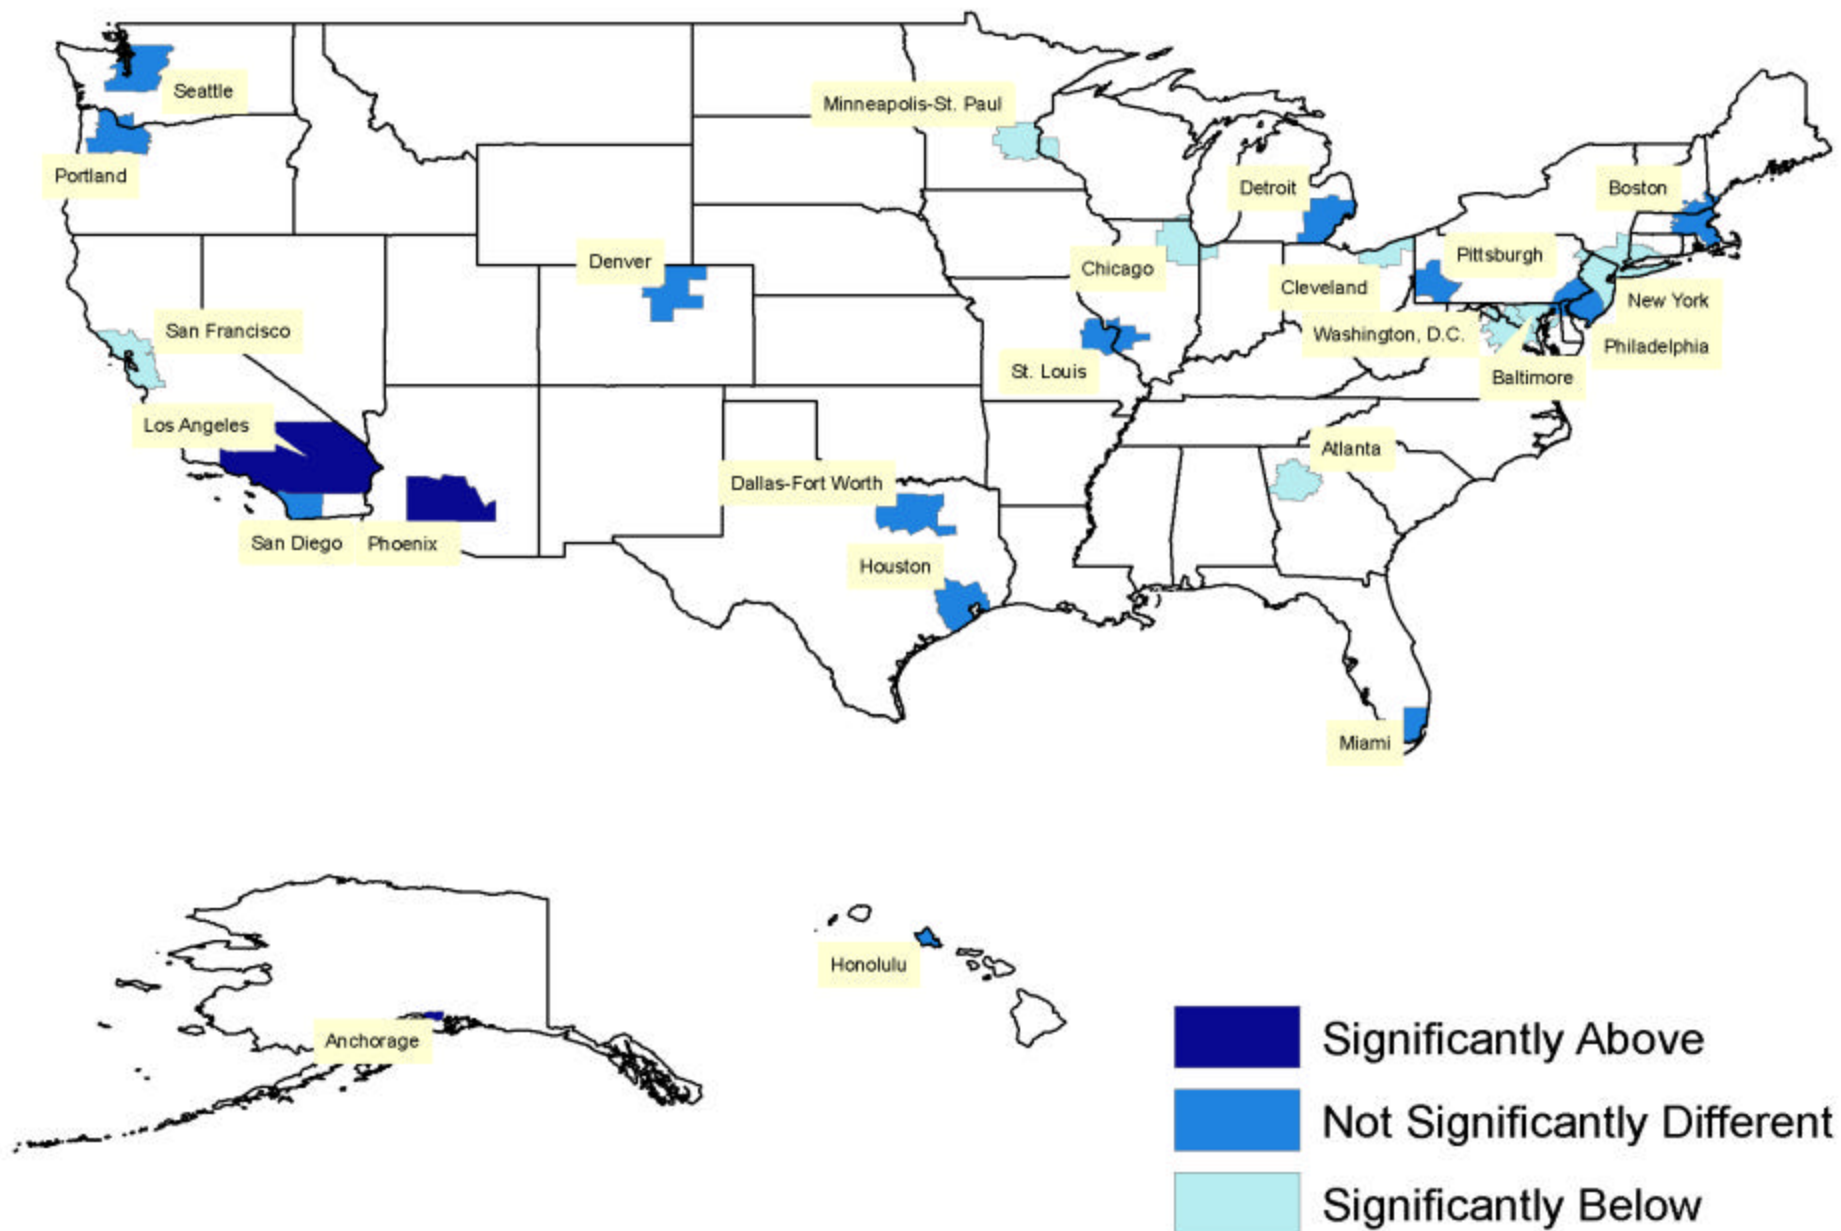 Seattle
Minneapolis-St. Paul
Portland
Detroit
Boston
Denver
Chicago
Pittsburgh
Cleveland
New York
San Francisco
Washington, D.C.
Philadelphia
St. Louis
Baltimore
Los Angeles
Atlanta
Dallas-Fort Worth
San Diego
Phoenix
Houston
Miami
Honolulu
Anchorage
Significantly Above
Not Significantly Different
Significantly Below